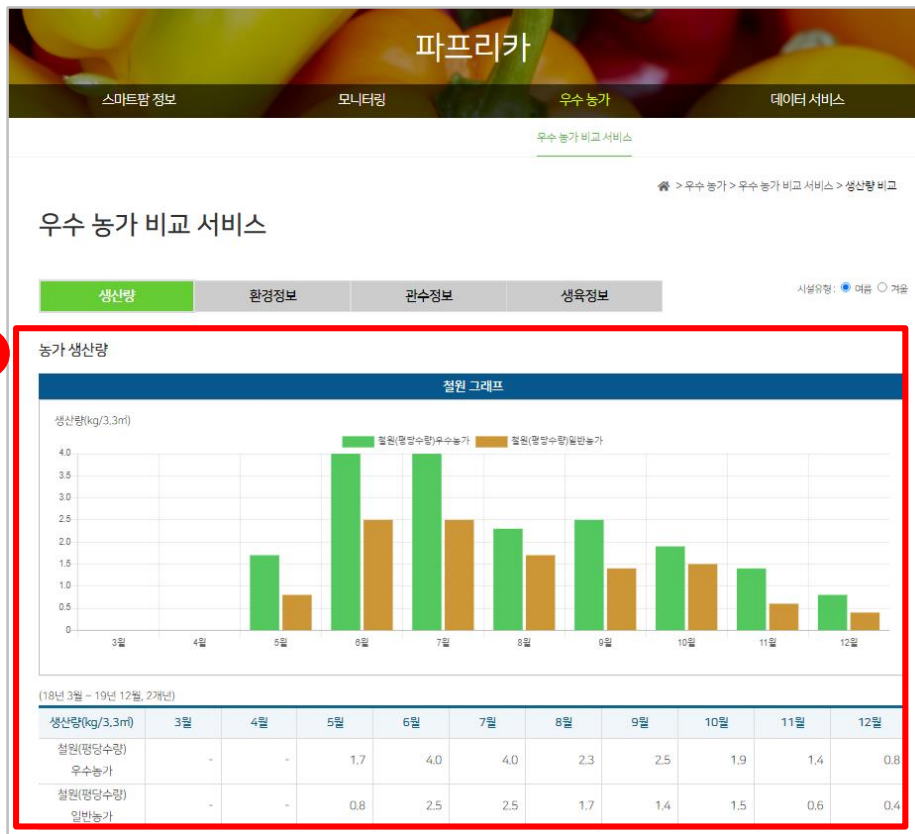 파프리카
스마트팜 정보 모니터링 우수 농가 데이터 서비스
우수 농가 비교 서비스
> 우수 농가 > 우수 농가 비교 서비스 > 생산량 비교
우수 농가 비교 서비스
생산량 환경정보 관수정보 생육정보 시설유형 : 여름 겨울
농가 생산량
철원 그래프
생산량(kg/3.3㎡)
철원(평당수량)우수농가 철원(평당수량)일반농가
4.0
3.5
3.0
2.5
2.0
1.5
1.0
0.5
0
3월 4월 5월 6월 7월 8월 9월 10월 11월 12월
(18년 3월 ~ 19년 12월, 2개년)
생산량(kg/3.3㎡) 3월 4월 5월 6월 7월 8월 9월 10월 11월 12월
철원(평당수량)
우수농가 - - 1.7 4.0 4.0 2.3 2.5 1.9 1.4 0.8
철원(평당수량)
일반농가 - - 0.8 2.5 2.5 1.7 1.4 1.5 0.6 0.4